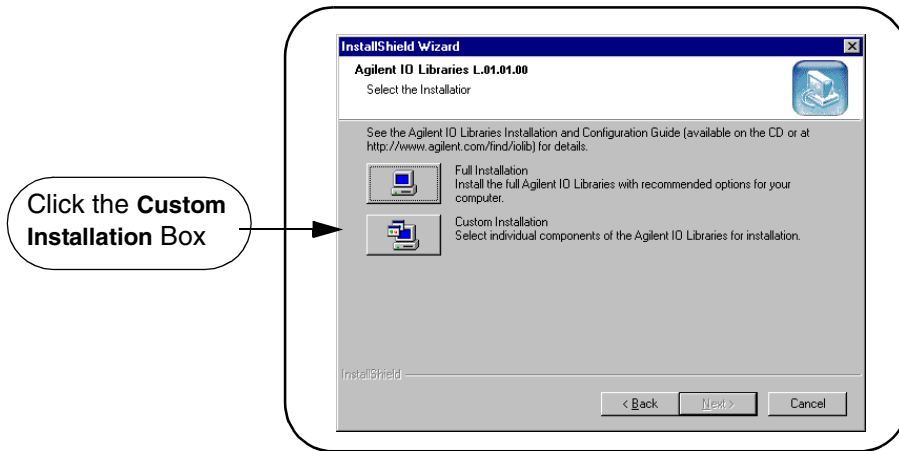 InstallShield Wizard
Agilent IO Libraries L.01.01.00
Select the Installatior
See the Agilent IO Libraries Installation and Configuration Guide (available on the CD or at
http://www.agilent.com/find/iolib) for details.
Full Installation
Install the full Agilent IO Libraries with recommended options for your
computer.
Click the Custom
Installation Box
Custom Installation
Select individual components of the Agilent IO Libraries for installation.
InstallShield
< Back
Next >
Cancel